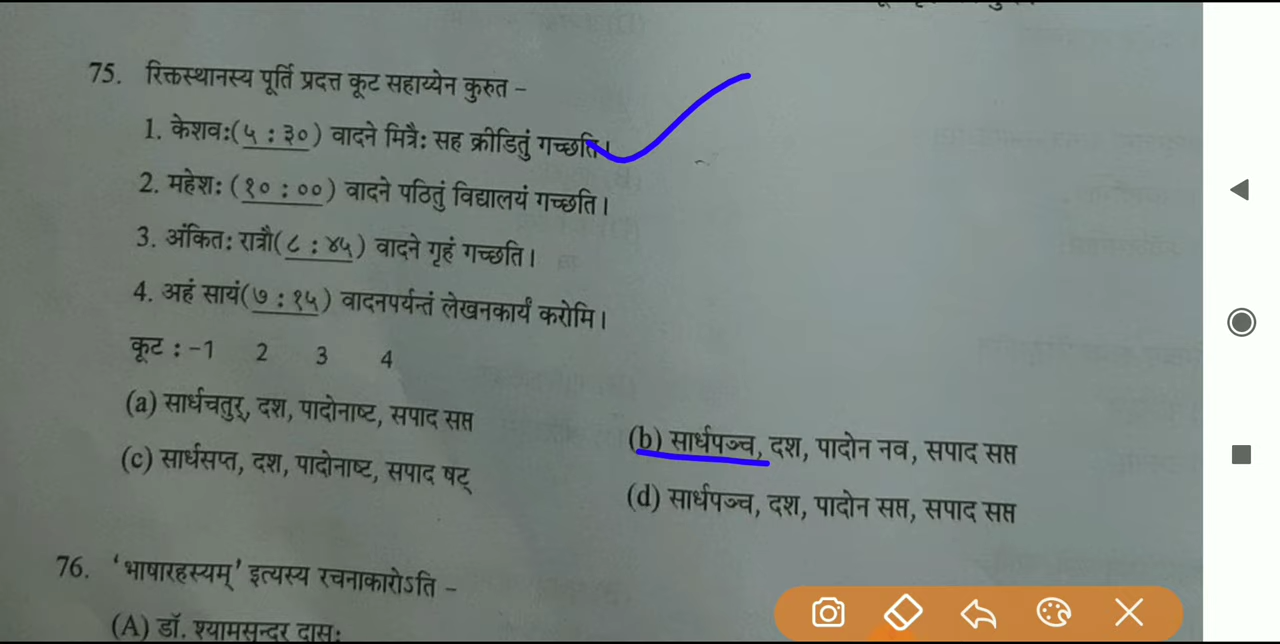 75. रिक्तस्थानस्य पूर्ति प्रदत्त कूट सहाय्येन कुरुत –
1. केशवः(५ : ३०) वादने मित्रैः सह क्रीडितुं गच्छति।
2. महेशः (१० : ००) वादने पठितुं विद्यालयं गच्छति।
3. अंकितः रात्रौ(८ : ४५) वादने गृहं गच्छति।
4. अहं सायं(७ : १५) वादनपर्यन्तं लेखनकार्यं करोमि।
कूट : -1 2 3 4
(a) सार्धचतुर्, दश, पादोनाष्ट, सपाद सप्त
(b) सार्धपञ्च, दश, पादोन नव, सपाद सप्त
(c) सार्धसप्त, दश, पादोनाष्ट, सपाद षट्
(d) सार्धपञ्च, दश, पादोन सप्त, सपाद सप्त
76. 'भाषारहस्यम्' इत्यस्य रचनाकारोऽति –
(A) डॉ. श्यामसुन्दर दासः